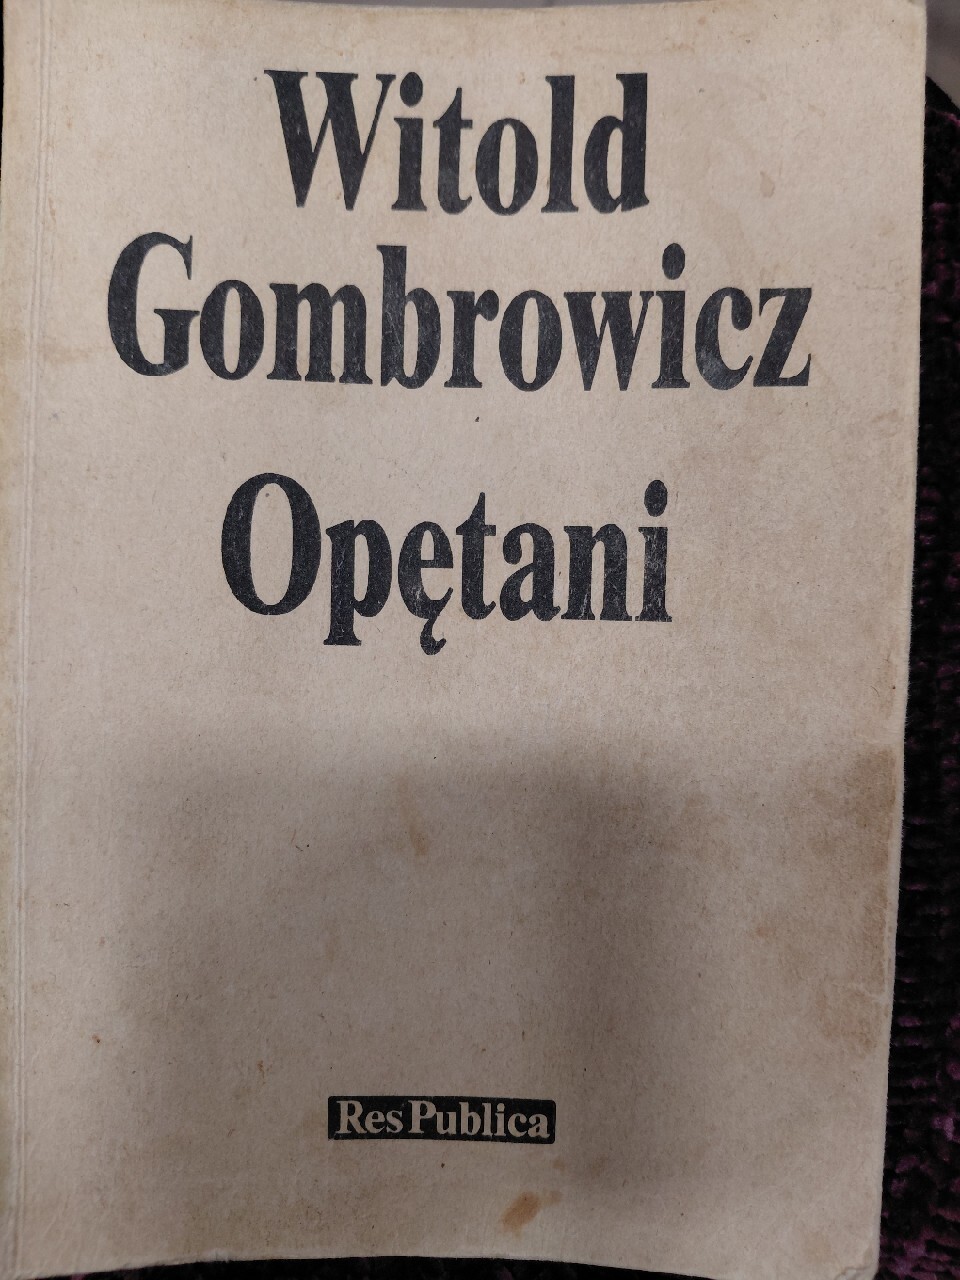 Witold
Gombrowicz
Opętani
Res Publica